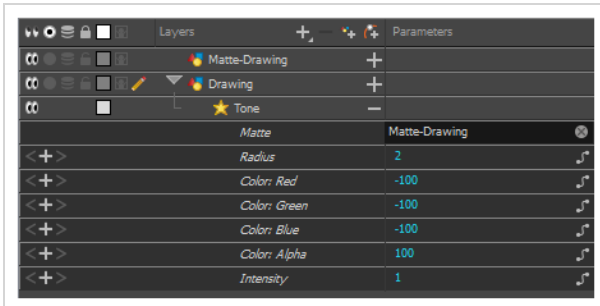 Layers Parameters
Matte-Drawing
Drawing
Tone
Matte Matte-Drawing
Radius 2
Color: Red -100
Color: Green -100
Color: Blue -100
Color: Alpha 100
Intensity 1